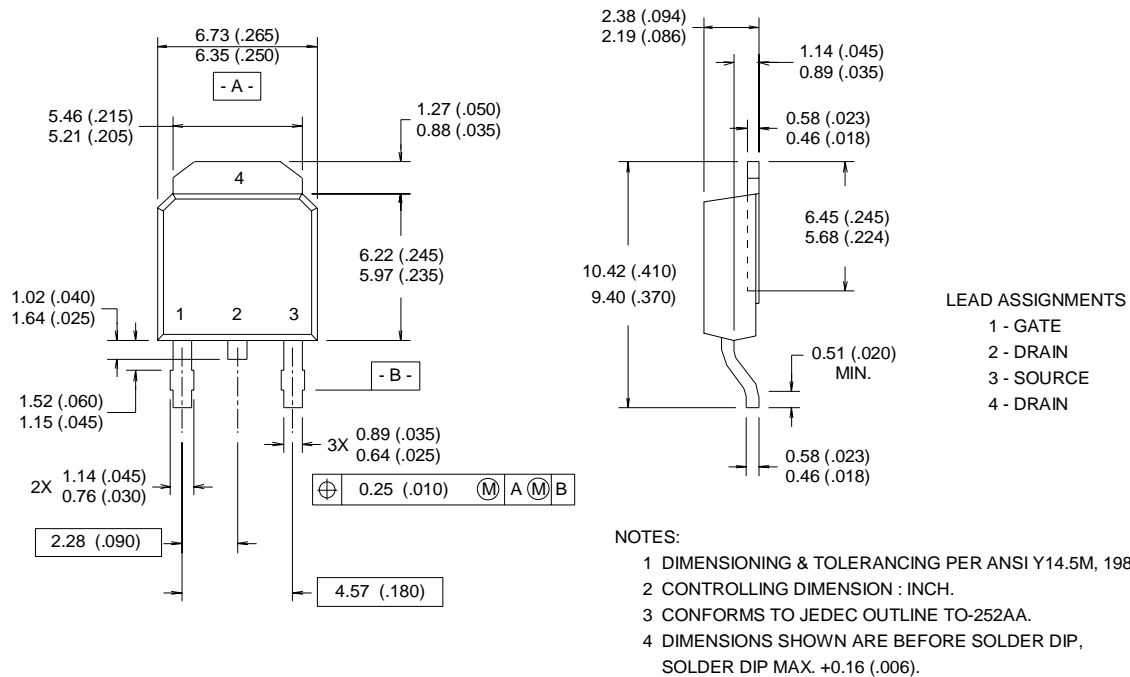 6.73 (.265)
6.35 (.250)
- A -
5.46 (.215)
5.21 (.205)
1.27 (.050)
0.88 (.035)
4
6.22 (.245)
5.97 (.235)
1.02 (.040)
1.64 (.025)
1 2 3
- B -
1.52 (.060)
1.15 (.045)
3X 0.89 (.035)
0.64 (.025)
2X 1.14 (.045)
0.76 (.030)
⌖ 0.25 (.010) Ⓜ A Ⓜ B
2.28 (.090)
4.57 (.180)
2.38 (.094)
2.19 (.086)
1.14 (.045)
0.89 (.035)
0.58 (.023)
0.46 (.018)
6.45 (.245)
5.68 (.224)
10.42 (.410)
9.40 (.370)
0.51 (.020)
MIN.
0.58 (.023)
0.46 (.018)
LEAD ASSIGNMENTS
1 - GATE
2 - DRAIN
3 - SOURCE
4 - DRAIN
NOTES:
1 DIMENSIONING & TOLERANCING PER ANSI Y14.5M, 198
2 CONTROLLING DIMENSION : INCH.
3 CONFORMS TO JEDEC OUTLINE TO-252AA.
4 DIMENSIONS SHOWN ARE BEFORE SOLDER DIP,
SOLDER DIP MAX. +0.16 (.006).